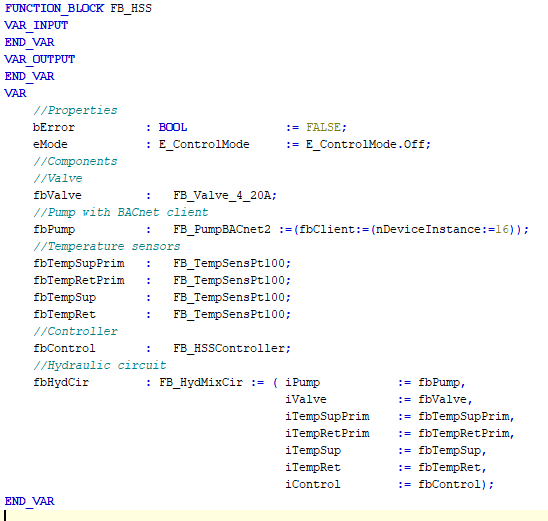 FUNCTION_BLOCK FB_HSS
VAR_INPUT
END_VAR
VAR_OUTPUT
END_VAR
VAR
//Properties
bError : BOOL := FALSE;
eMode : E_ControlMode := E_ControlMode.Off;
//Components
//Valve
fbValve : FB_Valve_4_20A;
//Pump with BACnet client
fbPump : FB_PumpBACnet2 :=(fbClient:=(nDeviceInstance:=16));
//Temperature sensors
fbTempSupPrim : FB_TempSensPt100;
fbTempRetPrim : FB_TempSensPt100;
fbTempSup : FB_TempSensPt100;
fbTempRet : FB_TempSensPt100;
//Controller
fbControl : FB_HSSController;
//Hydraulic circuit
fbHydCir : FB_HydMixCir := ( iPump := fbPump,
iValve := fbValve,
iTempSupPrim := fbTempSupPrim,
iTempRetPrim := fbTempRetPrim,
iTempSup := fbTempSup,
iTempRet := fbTempRet,
iControl := fbControl);
END_VAR